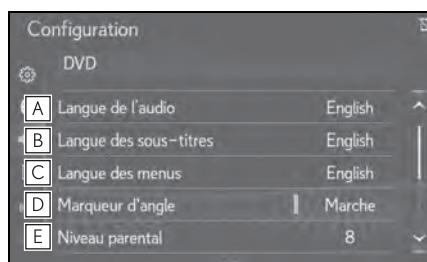 Configuration
DVD
A Langue de l'audio English
B Langue des sous-titres English
C Langue des menus English
D Marqueur d'angle Marche
E Niveau parental 8